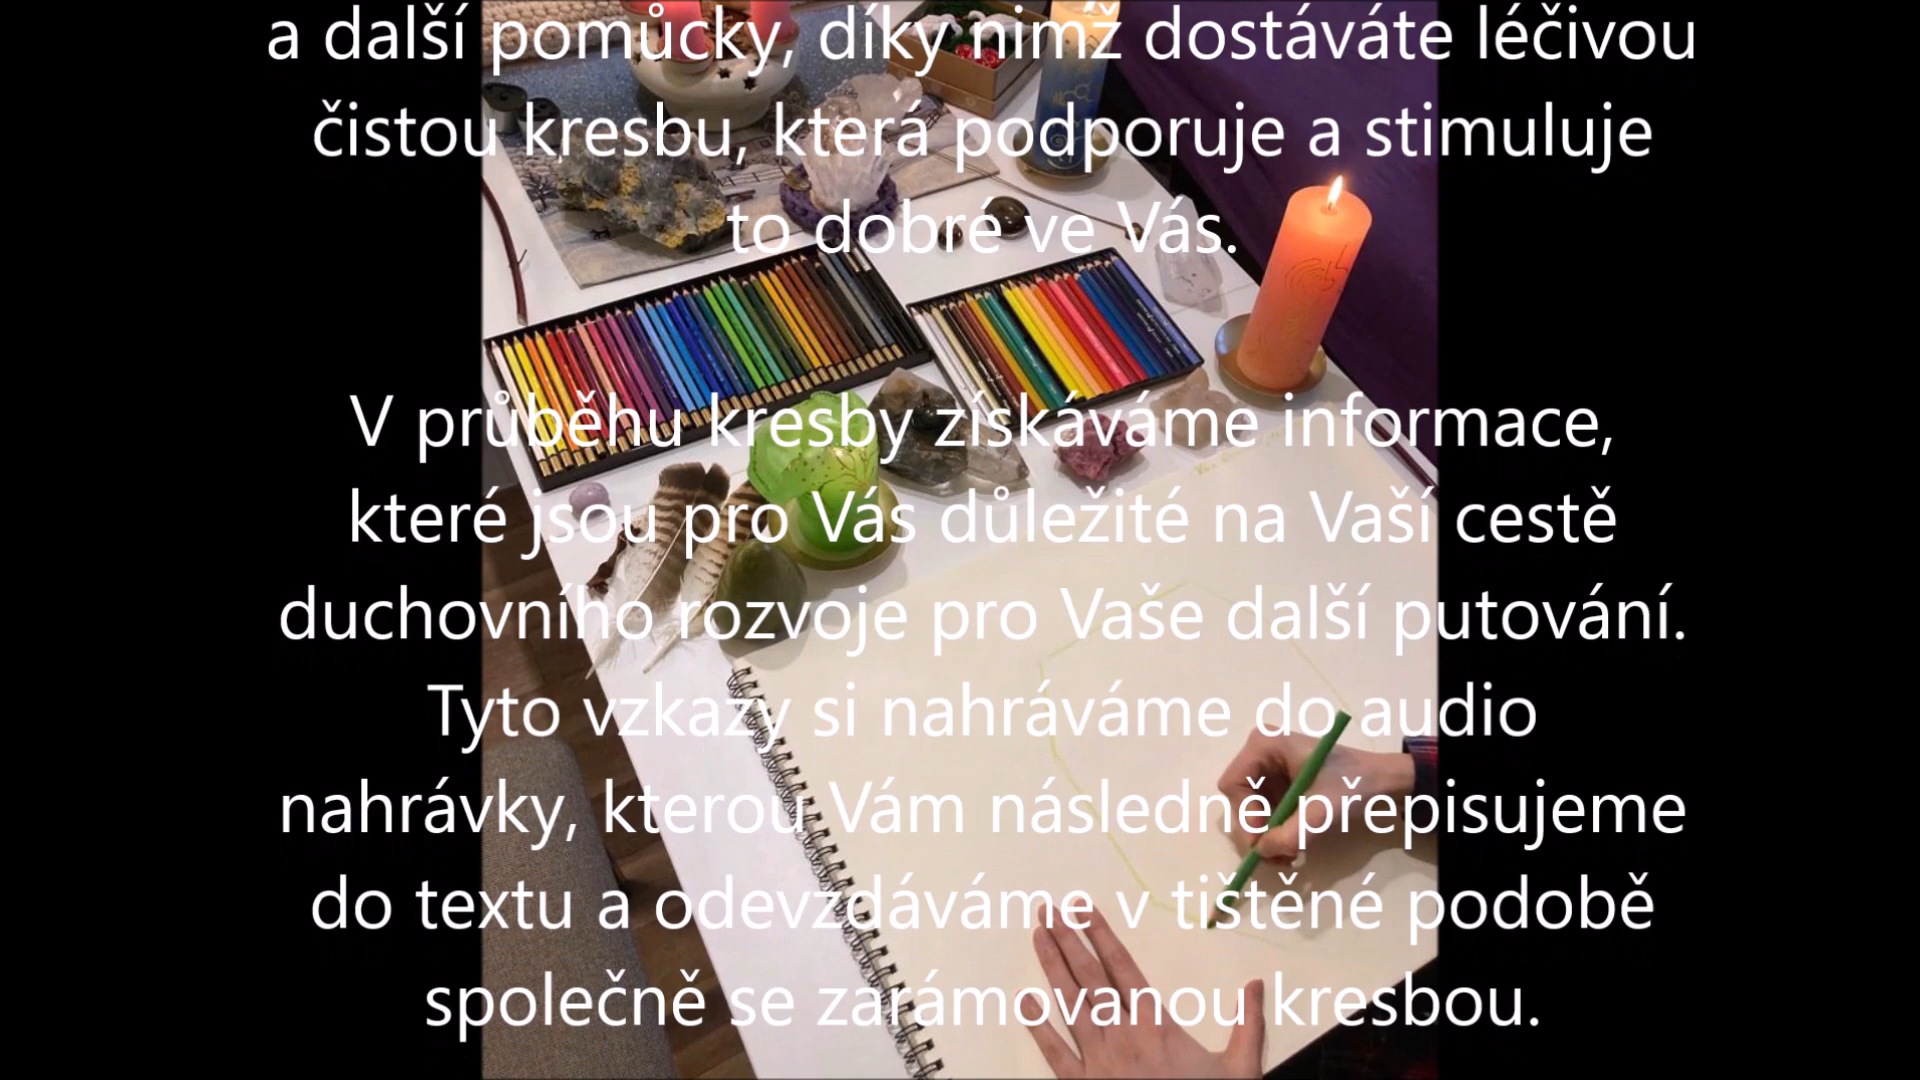 a další pomůcky, díky nimž dostáváte léčivou
čistou kresbu, která podporuje a stimuluje
to dobré ve Vás.
V průběhu kresby získáváme informace,
které jsou pro Vás důležité na Vaší cestě
duchovního rozvoje pro Vaše další putování.
Tyto vzkazy si nahráváme do audio
nahrávky, kterou Vám následně přepisujeme
do textu a odevzdáváme v tištěné podobě
společně se zarámovanou kresbou.